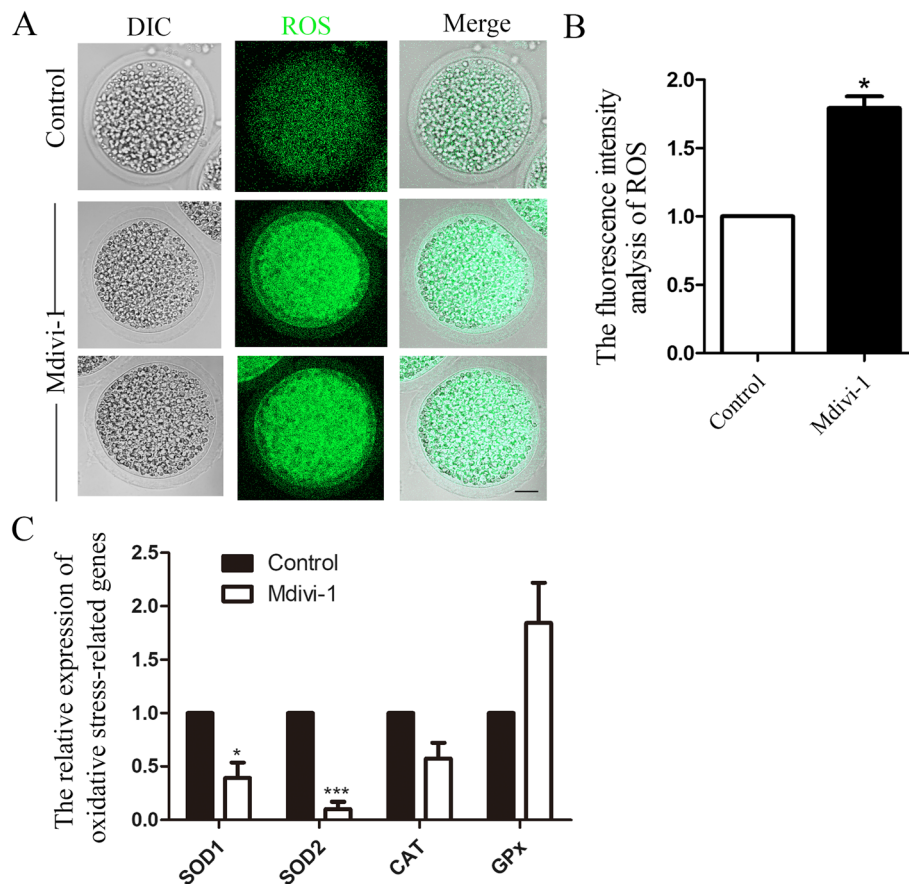 A
DIC
ROS
Merge
Control
Mdivi-1
B
The fluorescence intensity
analysis of ROS
2.0
1.5
1.0
0.5
0.0
*
Control
Mdivi-1
C
The relative expression of
oxidative stress-related genes
2.5
2.0
1.5
1.0
0.5
0.0
Control
Mdivi-1
*
***
SOD1
SOD2
CAT
GPx